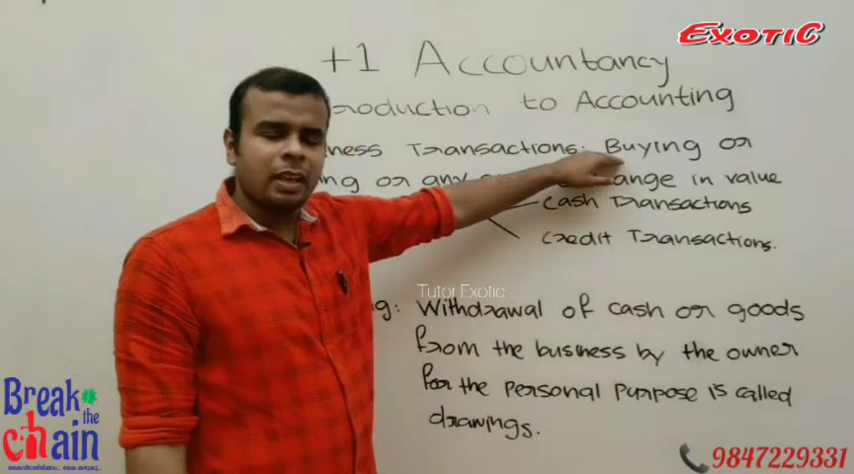 EXOTIC
+1 Accountancy
roduction to Accounting
ness Transactions: Buying or
ng or any change in value
Cash Transactions
Credit Transactions.
Tutor Exotic
g: Withdrawal of cash or goods
from the business by the owner
for the personal purpose is called
drawings.
Break
the
chain
9847229331